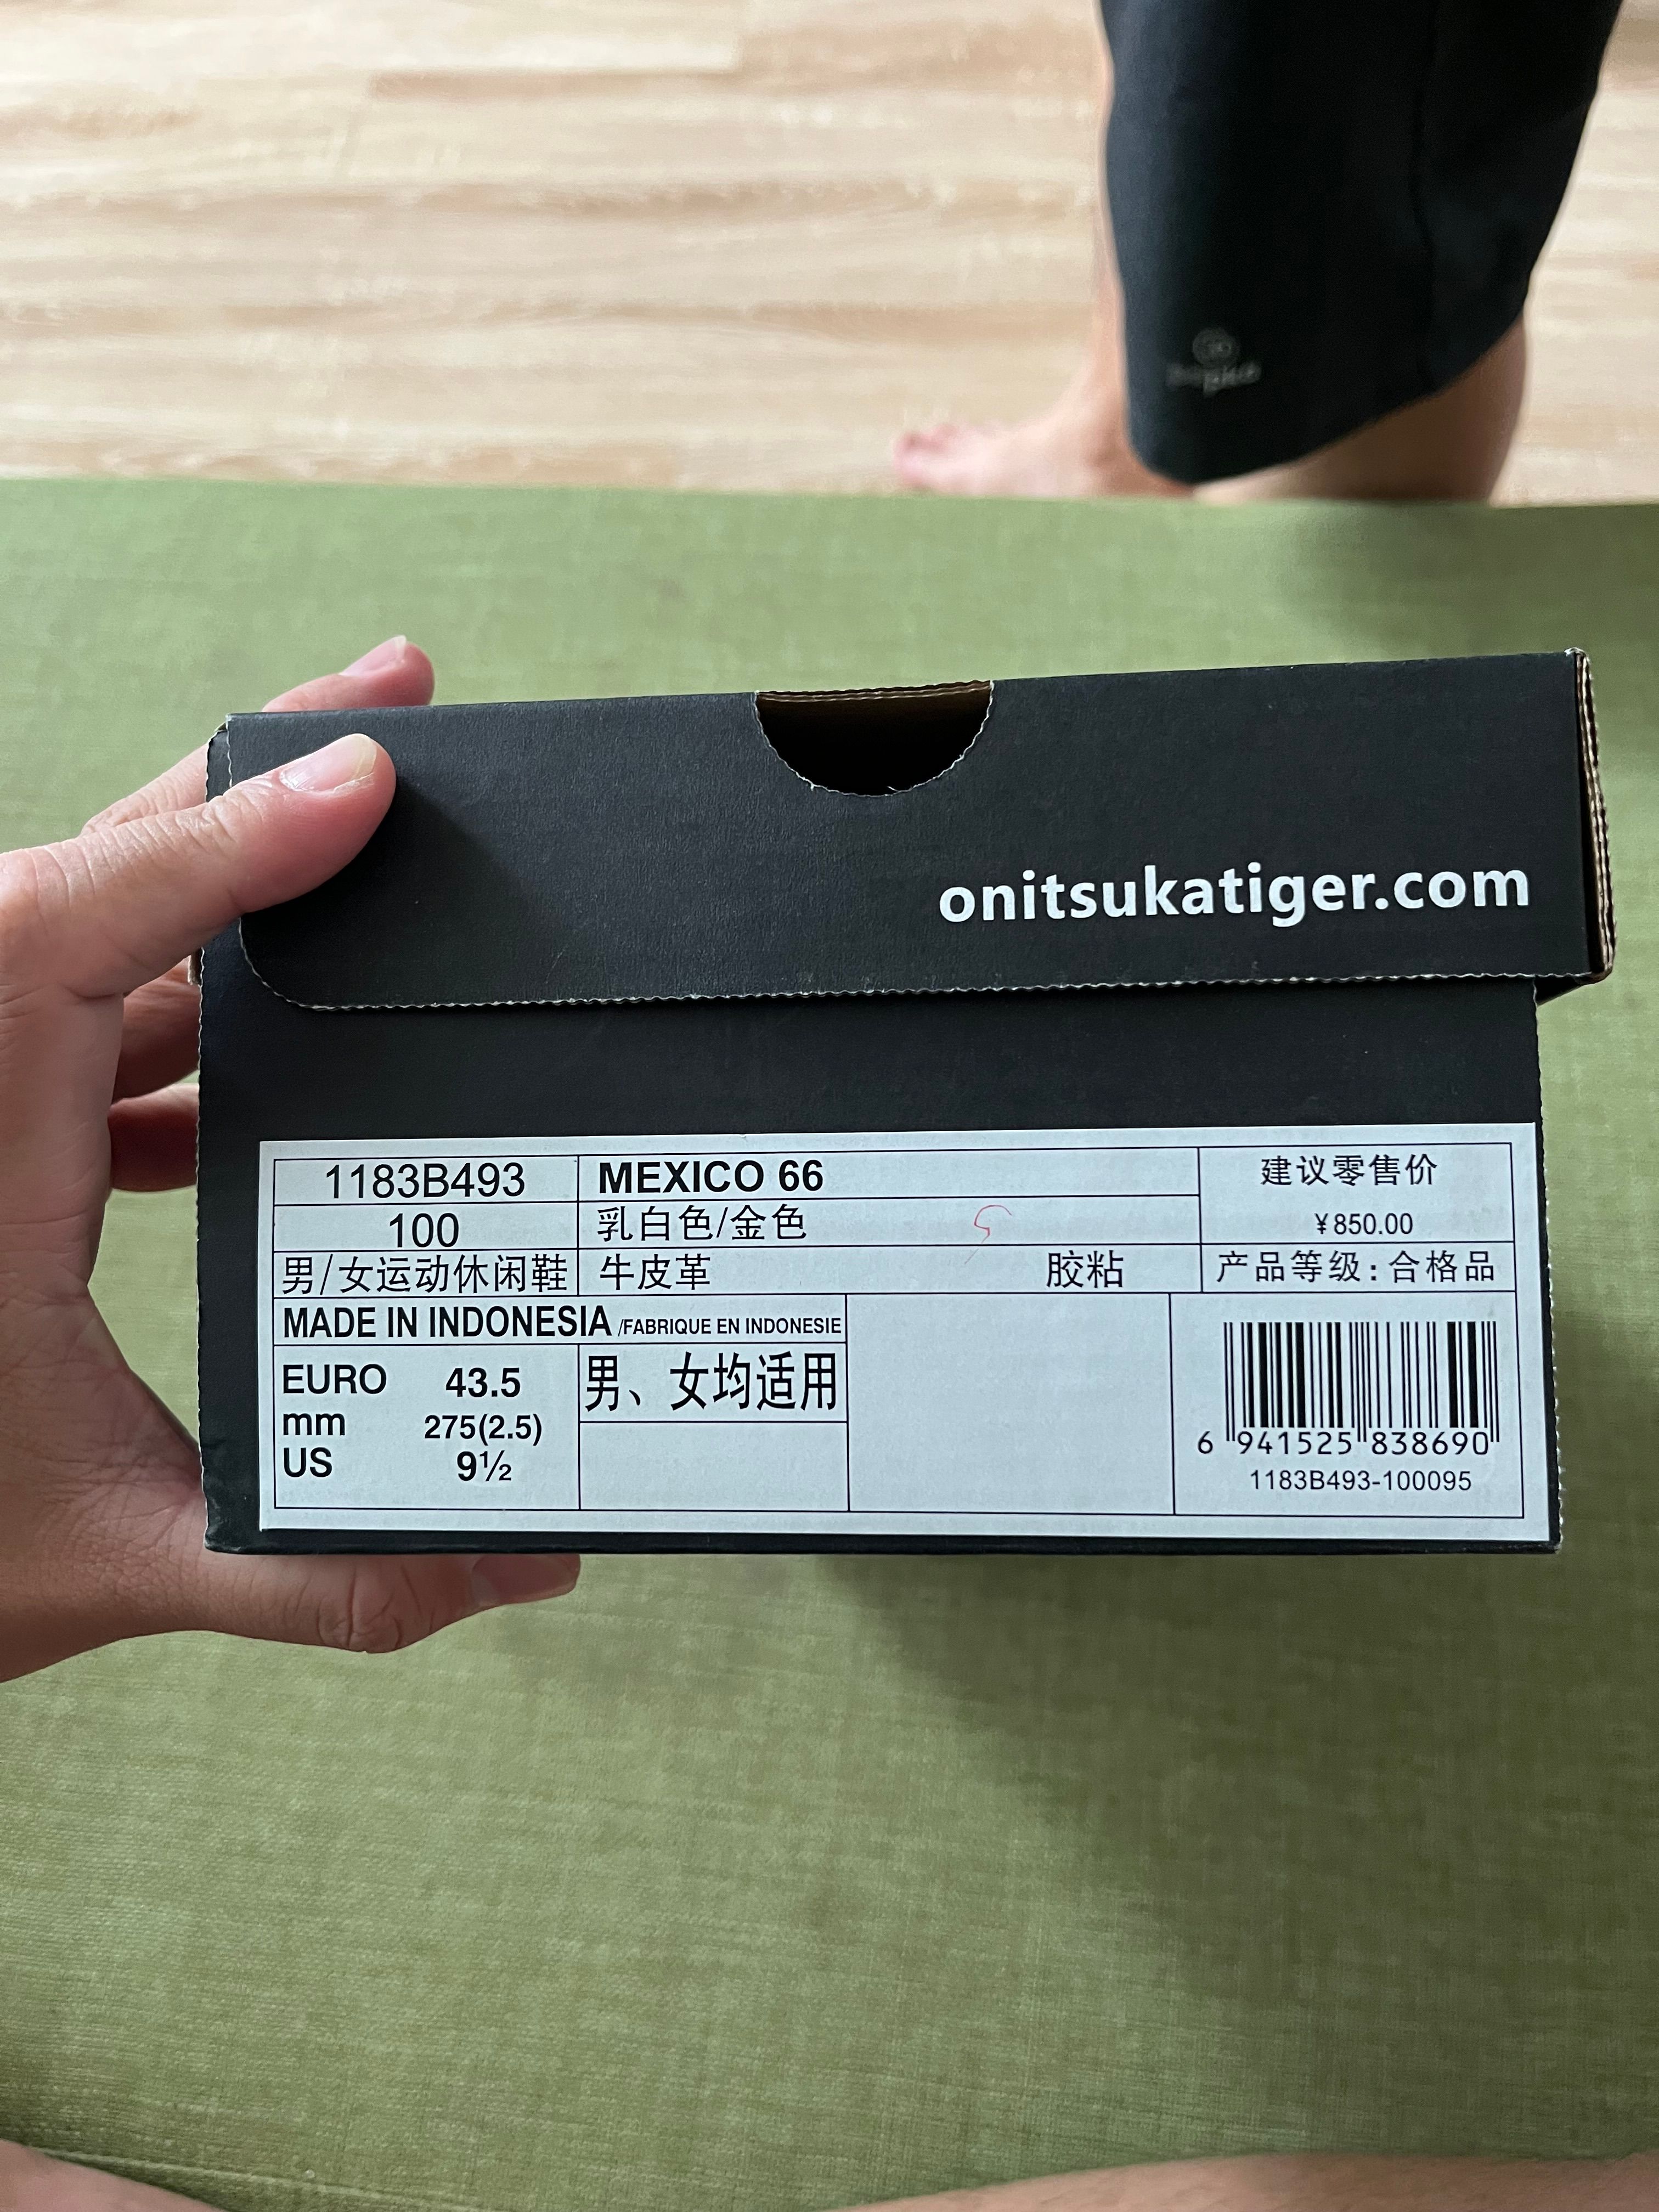 onitsukatiger.com
1183B493 MEXICO 66 建议零售价
100 乳白色/金色 ¥850.00
男/女运动休闲鞋 牛皮革 胶粘 产品等级:合格品
MADE IN INDONESIA /FABRIQUE EN INDONESIE
EURO 43.5 男、女均适用
mm 275(2.5)
US 9½
6 941525 838690
1183B493-100095